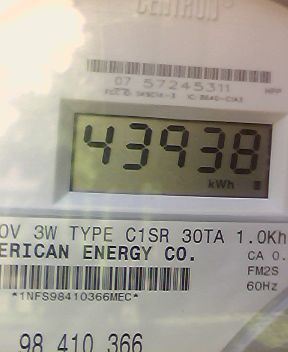 CENTRON®
07 57245311
HPP
43938
kWh
0V 3W TYPE C1SR 30TA 1.0Kh
ERICAN ENERGY CO.
CA 0.
FM2S
*1NFS98410366MEC*
60Hz
98 410 366